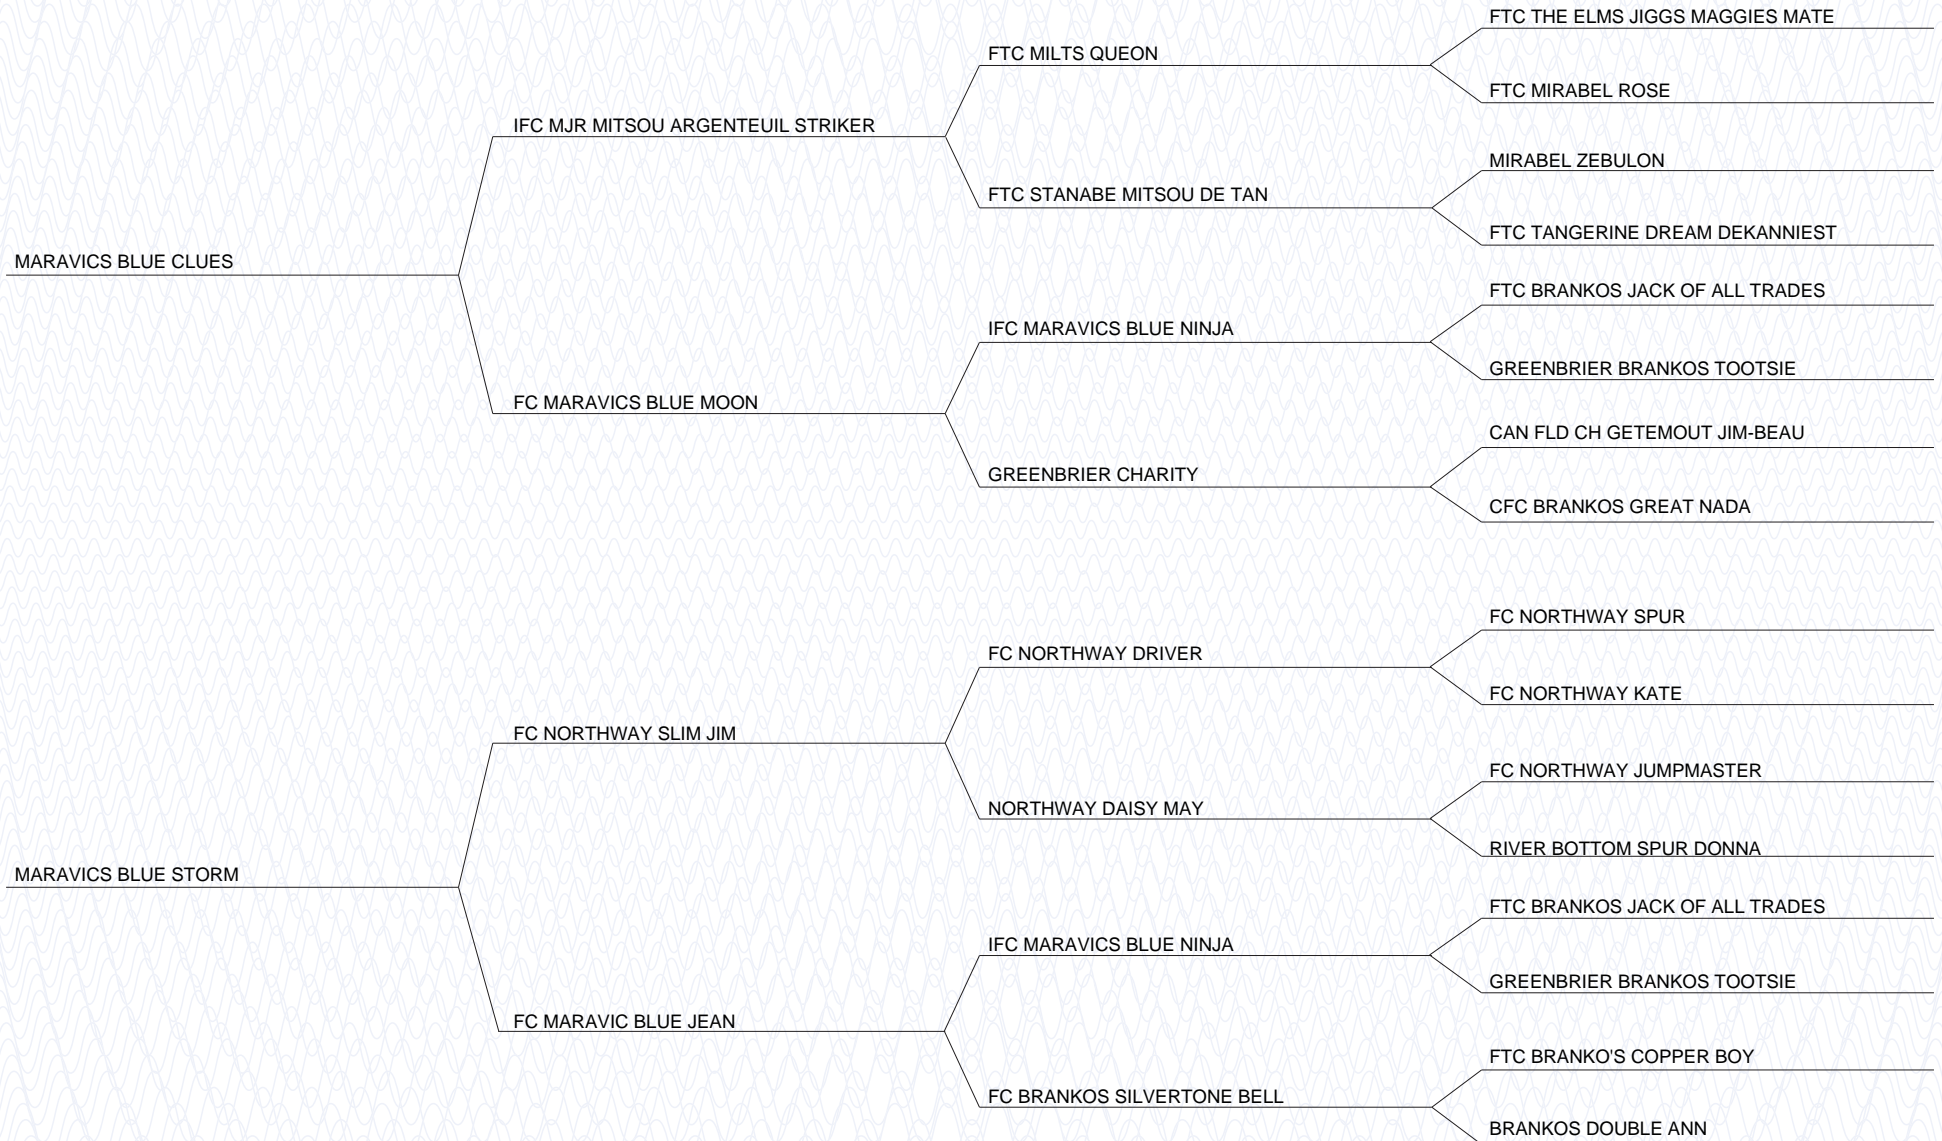 FTC THE ELMS JIGGS MAGGIES MATE
FTC MILTS QUEON
FTC MIRABEL ROSE
IFC MJR MITSOU ARGENTEUIL STRIKER
MIRABEL ZEBULON
FTC STANABE MITSOU DE TAN
FTC TANGERINE DREAM DEKANNIEST
MARAVICS BLUE CLUES
FTC BRANKOS JACK OF ALL TRADES
IFC MARAVICS BLUE NINJA
GREENBRIER BRANKOS TOOTSIE
FC MARAVICS BLUE MOON
CAN FLD CH GETEMOUT JIM-BEAU
GREENBRIER CHARITY
CFC BRANKOS GREAT NADA
FC NORTHWAY SPUR
FC NORTHWAY DRIVER
FC NORTHWAY KATE
FC NORTHWAY SLIM JIM
FC NORTHWAY JUMPMASTER
NORTHWAY DAISY MAY
RIVER BOTTOM SPUR DONNA
MARAVICS BLUE STORM
FTC BRANKOS JACK OF ALL TRADES
IFC MARAVICS BLUE NINJA
GREENBRIER BRANKOS TOOTSIE
FC MARAVIC BLUE JEAN
FTC BRANKO'S COPPER BOY
FC BRANKOS SILVERTONE BELL
BRANKOS DOUBLE ANN